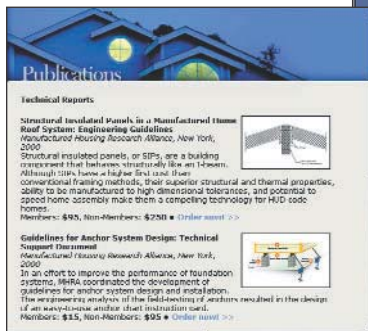 Publications
Technical Reports
Structural Insulated Panels in a Manufactured Home
Roof System: Engineering Guidelines
Manufactured Housing Research Alliance, New York,
2000
Structural insulated panels, or SIPs, are a building
component that behaves structurally like an I-beam.
Although SIPs have a higher first cost than
conventional framing methods, their superior structural and thermal properties,
ability to be manufactured to high dimensional tolerances, and potential to
speed home assembly make them a compelling technology for HUD code
homes.
Members: $95, Non-Members: $250 • Order now! >>
Guidelines for Anchor System Design: Technical
Support Document
Manufactured Housing Research Alliance, New York,
2000
In an effort to improve the performance of foundation
systems, MHRA coordinated the development of
guidelines for anchor system design and installation.
The engineering analysis of the field-testing of anchors resulted in the design
of an easy-to-use anchor chart instruction card.
Members: $15, Non-Members: $95 • Order now! >>